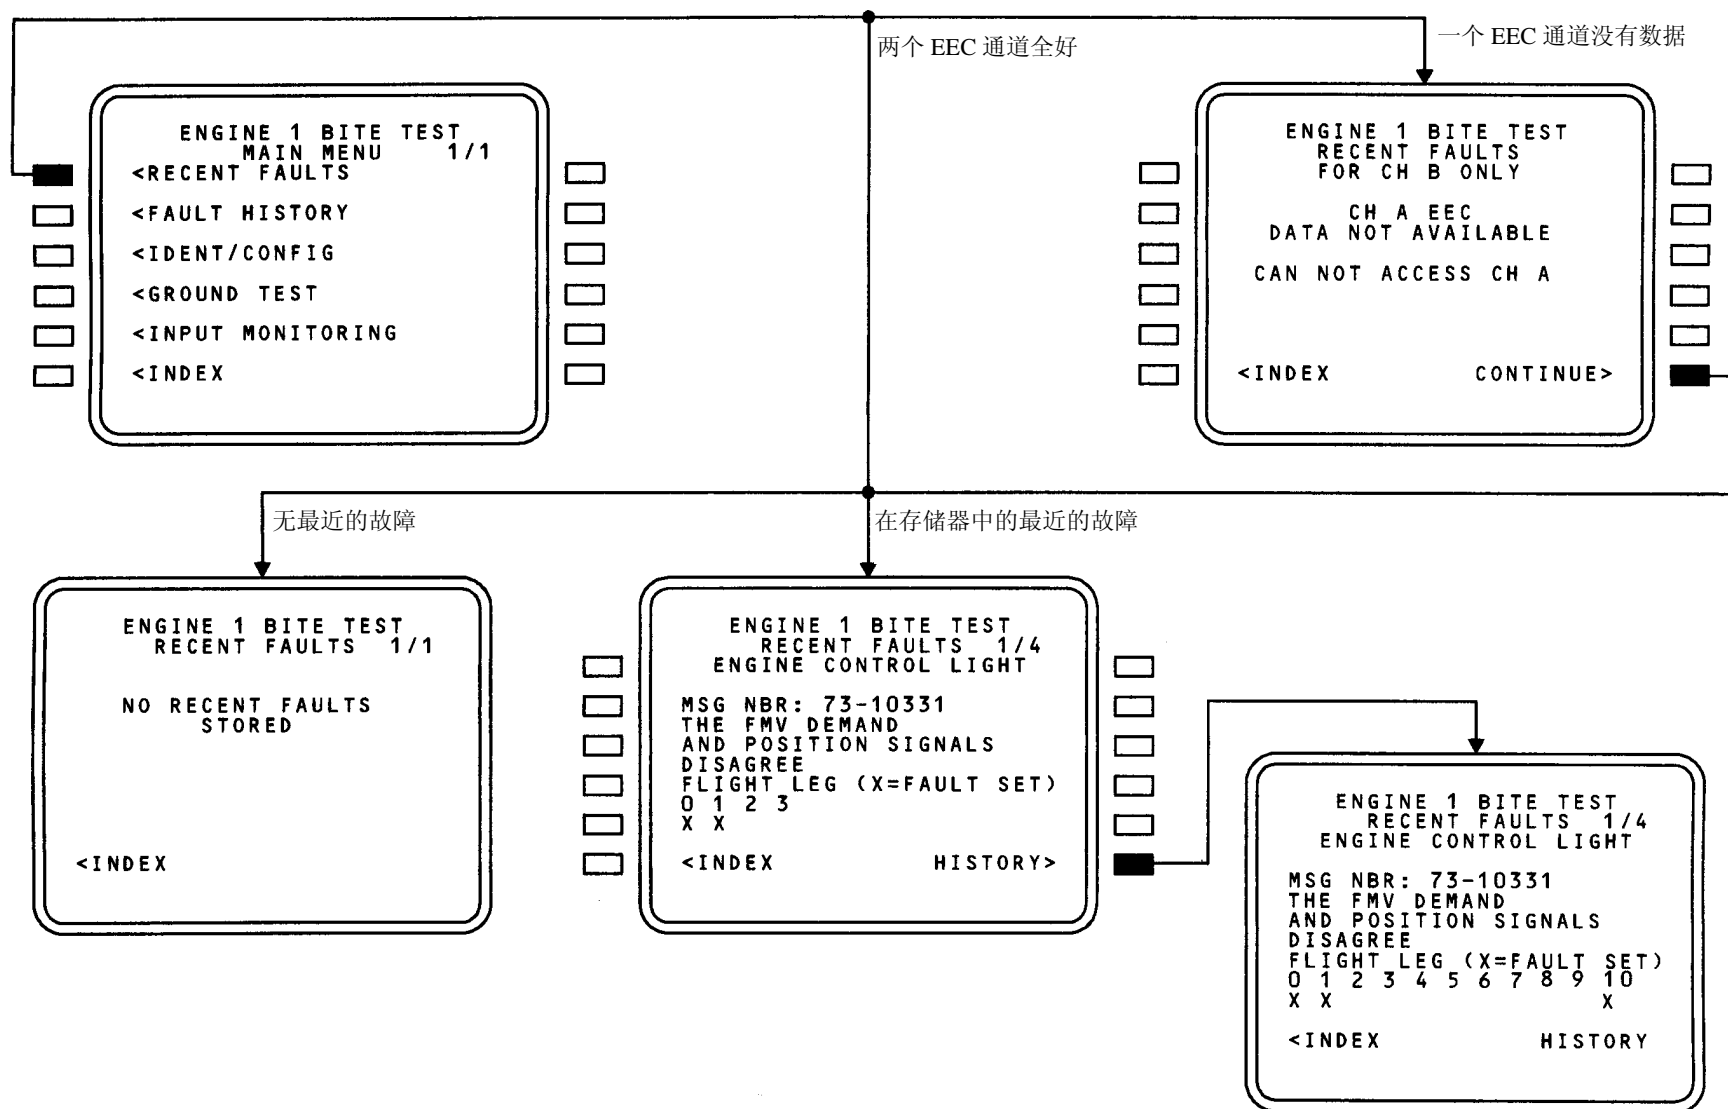 两个 EEC 通道全好
一个 EEC 通道没有数据
ENGINE 1 BITE TEST
MAIN MENU 1/1
<RECENT FAULTS
<FAULT HISTORY
<IDENT/CONFIG
<GROUND TEST
<INPUT MONITORING
<INDEX
ENGINE 1 BITE TEST
RECENT FAULTS
FOR CH B ONLY
CH A EEC
DATA NOT AVAILABLE
CAN NOT ACCESS CH A
<INDEX CONTINUE>
无最近的故障
在存储器中的最近的故障
ENGINE 1 BITE TEST
RECENT FAULTS 1/1
NO RECENT FAULTS
STORED
<INDEX
ENGINE 1 BITE TEST
RECENT FAULTS 1/4
ENGINE CONTROL LIGHT
MSG NBR: 73-10331
THE FMV DEMAND
AND POSITION SIGNALS
DISAGREE
FLIGHT LEG (X=FAULT SET)
0 1 2 3
X X
<INDEX HISTORY>
ENGINE 1 BITE TEST
RECENT FAULTS 1/4
ENGINE CONTROL LIGHT
MSG NBR: 73-10331
THE FMV DEMAND
AND POSITION SIGNALS
DISAGREE
FLIGHT LEG (X=FAULT SET)
0 1 2 3 4 5 6 7 8 9 10
X X X
<INDEX HISTORY